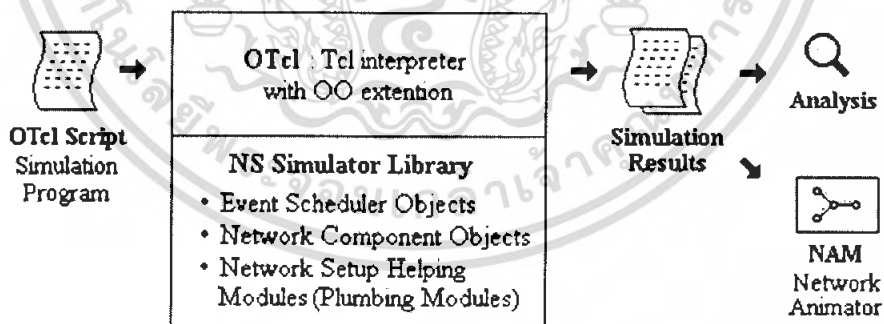 OTcl Script
Simulation
Program
OTcl : Tcl interpreter
with OO extention
NS Simulator Library
• Event Scheduler Objects
• Network Component Objects
• Network Setup Helping
Modules (Plumbing Modules)
Simulation
Results
Analysis
NAM
Network
Animator